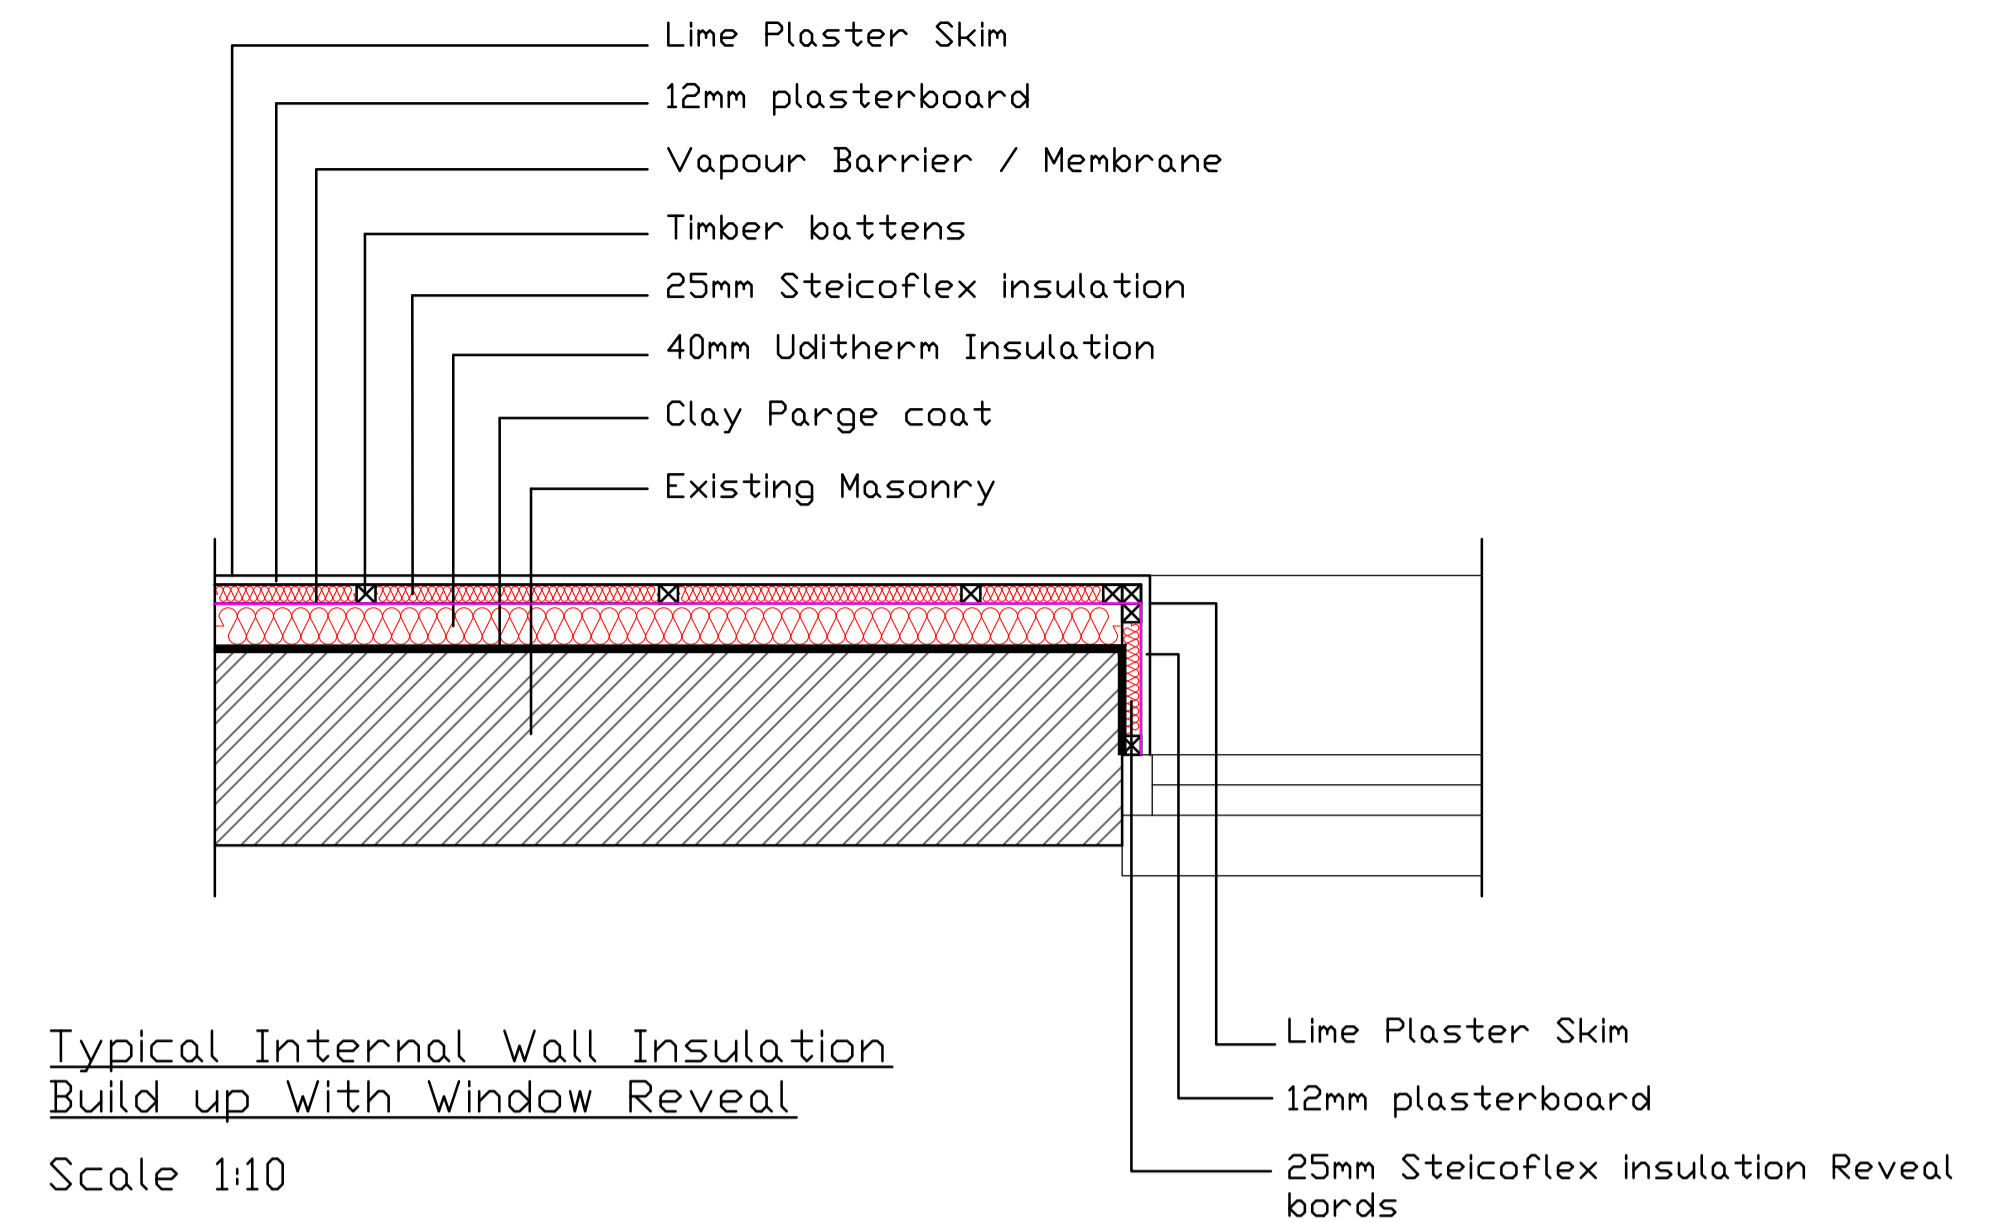 Lime Plaster Skim
12mm plasterboard
Vapour Barrier / Membrane
Timber battens
25mm Steicoflex insulation
40mm Uditherm Insulation
Clay Parge coat
Existing Masonry
Typical Internal Wall Insulation
Build up With Window Reveal
Scale 1:10
Lime Plaster Skim
12mm plasterboard
25mm Steicoflex insulation Reveal
bords